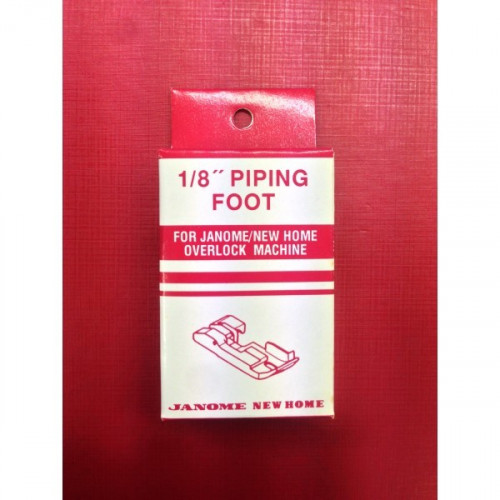 1/8˝ PIPING
FOOT
FOR JANOME/NEW HOME
OVERLOCK MACHINE
JANOME NEW HOME